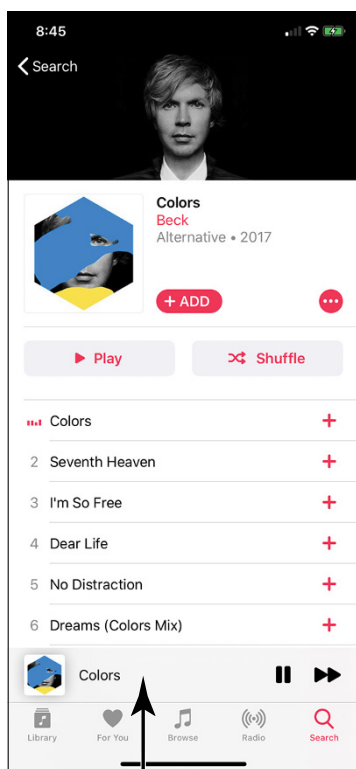 8:45
Search
Colors
Beck
Alternative • 2017
+ ADD
Play
Shuffle
Colors
2 Seventh Heaven
3 I'm So Free
4 Dear Life
5 No Distraction
6 Dreams (Colors Mix)
Colors
Library For You Browse Radio Search